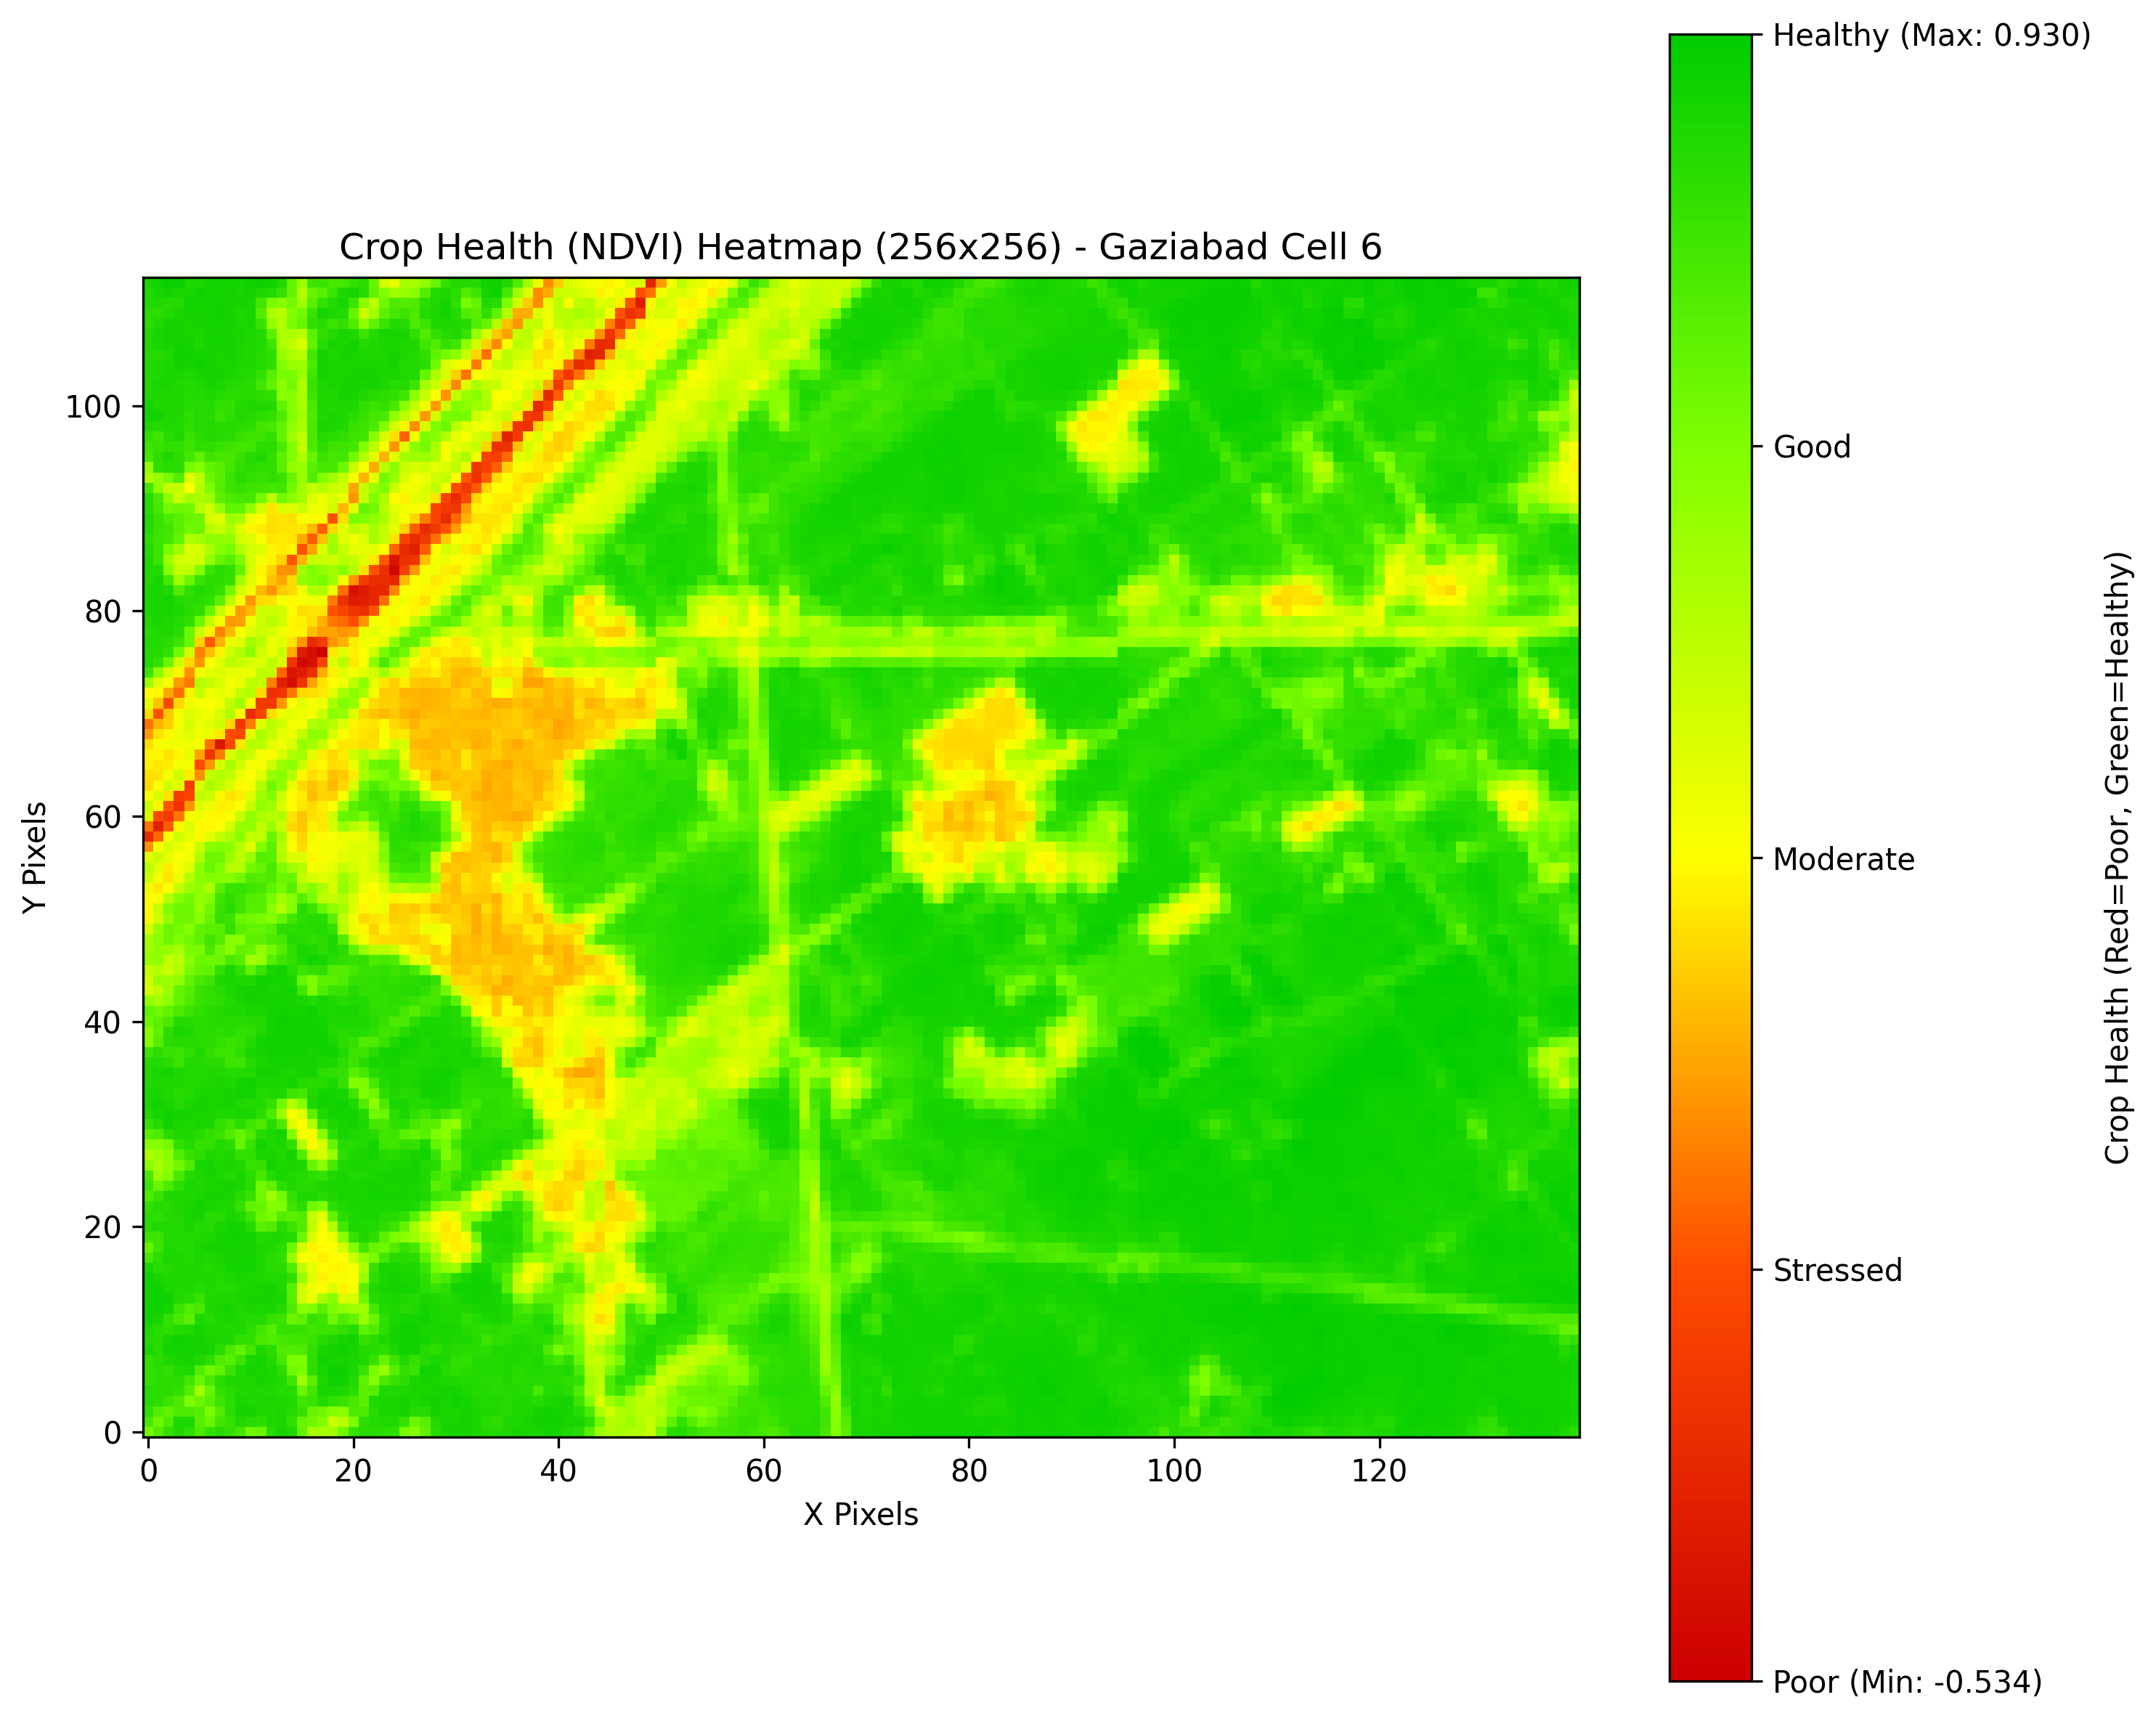 Crop Health (NDVI) Heatmap (256x256) - Gaziabad Cell 6
Y Pixels
100
80
60
40
20
0
0 20 40 60 80 100 120
X Pixels
Healthy (Max: 0.930)
Good
Moderate
Stressed
Poor (Min: -0.534)
Crop Health (Red=Poor, Green=Healthy)